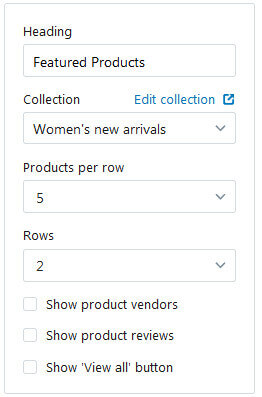 Heading
Featured Products
Collection Edit collection
Women's new arrivals
Products per row
5
Rows
2
Show product vendors
Show product reviews
Show 'View all' button